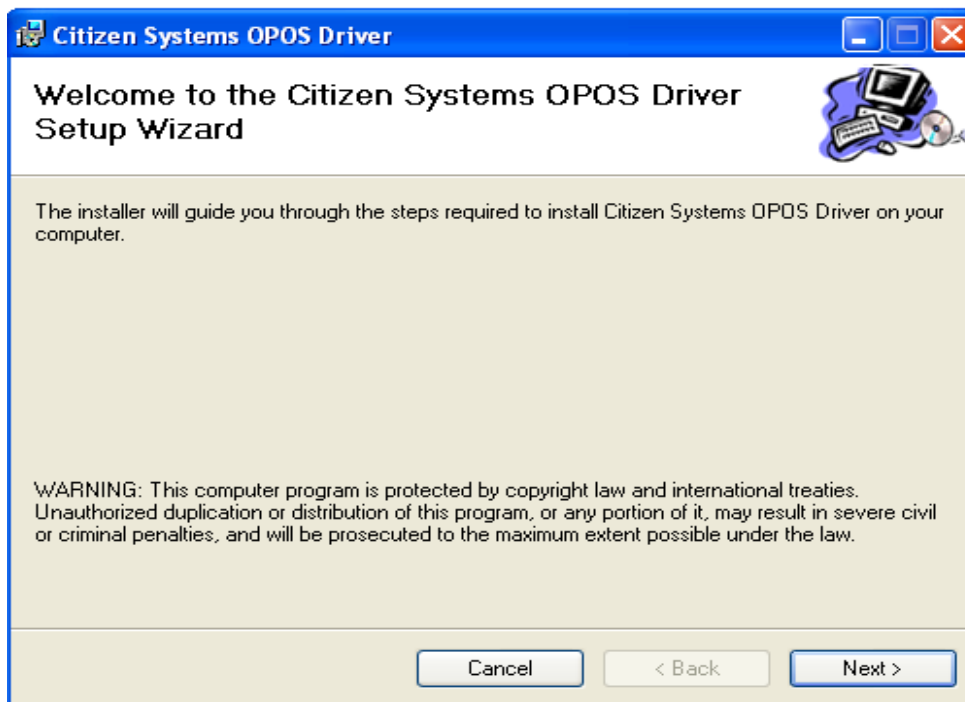 Citizen Systems OPOS Driver
Welcome to the Citizen Systems OPOS Driver
Setup Wizard
The installer will guide you through the steps required to install Citizen Systems OPOS Driver on your
computer.
WARNING: This computer program is protected by copyright law and international treaties.
Unauthorized duplication or distribution of this program, or any portion of it, may result in severe civil
or criminal penalties, and will be prosecuted to the maximum extent possible under the law.
Cancel
< Back
Next >